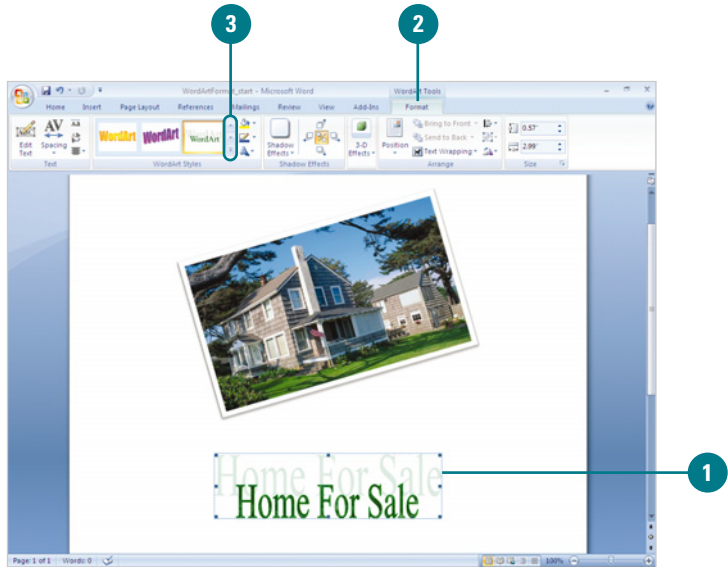 3
2
WordArtFormat_start - Microsoft Word
WordArt Tools
Home Insert Page Layout References Mailings Review View Add-Ins Format
Edit Text
AV Spacing
Aa
WordArt WordArt WordArt
Shadow Effects
3-D Effects
Position
Bring to Front
Send to Back
Text Wrapping
0.57"
2.99"
Text WordArt Styles Shadow Effects Arrange Size
Home For Sale
Home For Sale
1
Page: 1 of 1 Words: 0 100%